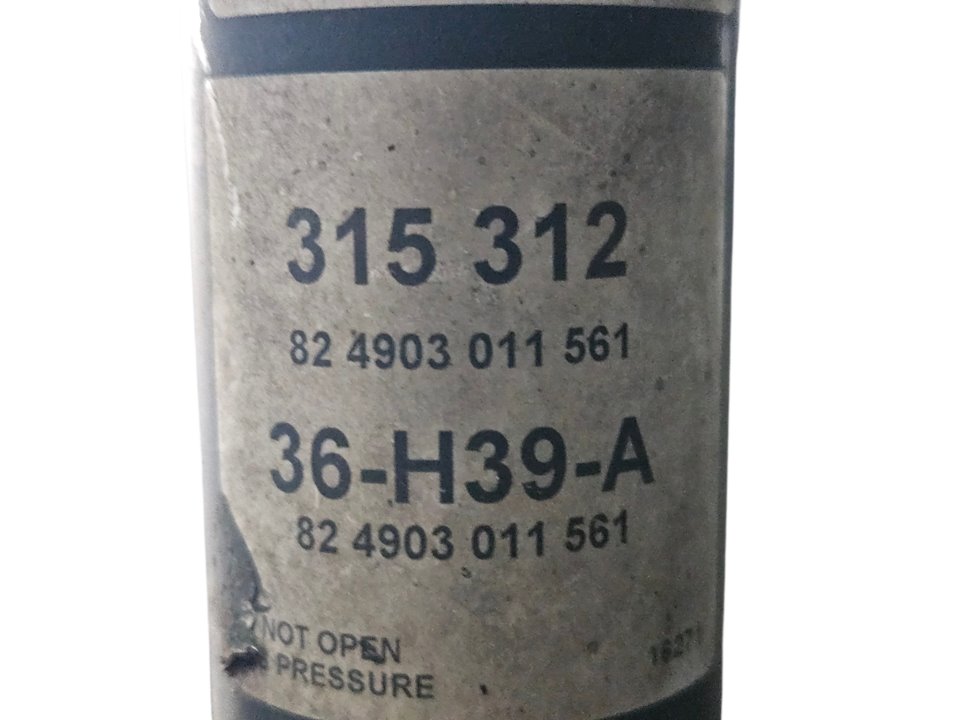 315 312
82 4903 011 561
36-H39-A
82 4903 011 561
NOT OPEN
PRESSURE